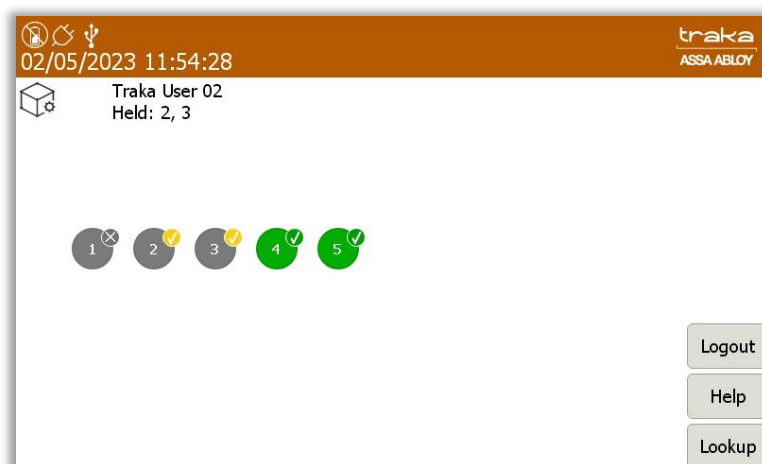 02/05/2023 11:54:28
traka
ASSA ABLOY
Traka User 02
Held: 2, 3
1 2 3 4 5
Logout
Help
Lookup